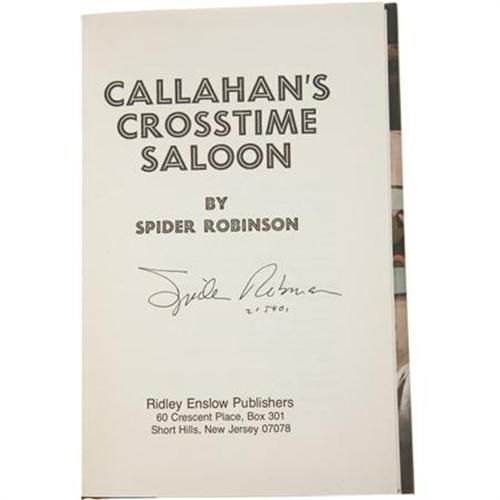 CALLAHAN'S
CROSSTIME
SALOON
BY
SPIDER ROBINSON
Spider Robinson
Ridley Enslow Publishers
60 Crescent Place, Box 301
Short Hills, New Jersey 07078